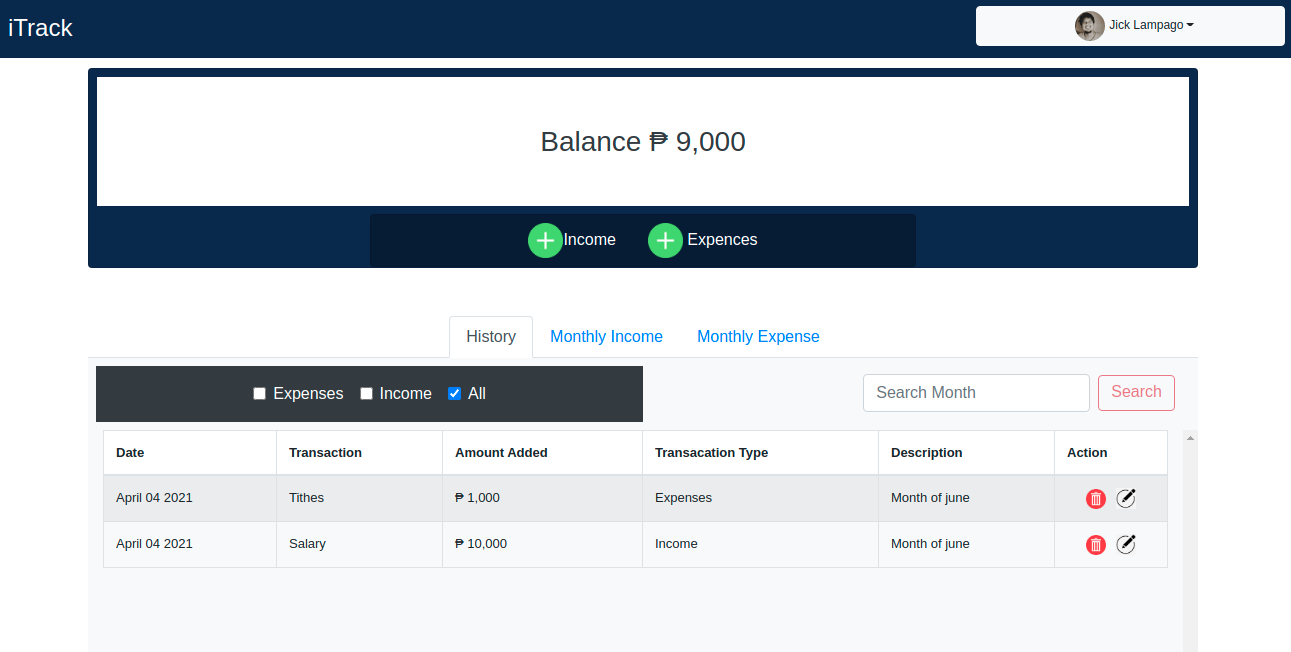 iTrack
Jick Lampago
Balance ₱ 9,000
Income Expences
History Monthly Income Monthly Expense
Expenses Income All Search Month Search
Date Transaction Amount Added Transacation Type Description Action
April 04 2021 Tithes ₱ 1,000 Expenses Month of june
April 04 2021 Salary ₱ 10,000 Income Month of june